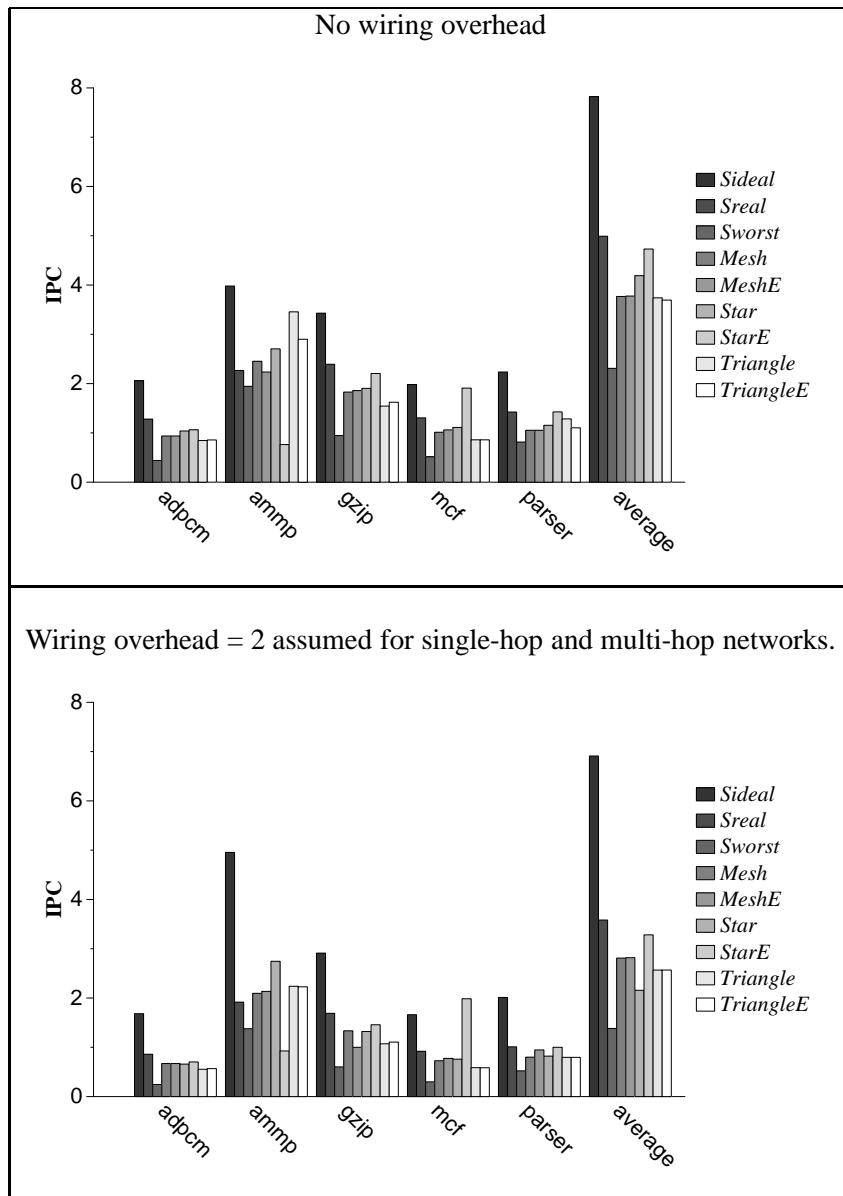 No wiring overhead
8
6
4
2
0
IPC
adpcm
ammp
gzip
mcf
parser
average
Sideal
Sreal
Sworst
Mesh
MeshE
Star
StarE
Triangle
TriangleE
Wiring overhead = 2 assumed for single-hop and multi-hop networks.
8
6
4
2
0
IPC
adpcm
ammp
gzip
mcf
parser
average
Sideal
Sreal
Sworst
Mesh
MeshE
Star
StarE
Triangle
TriangleE